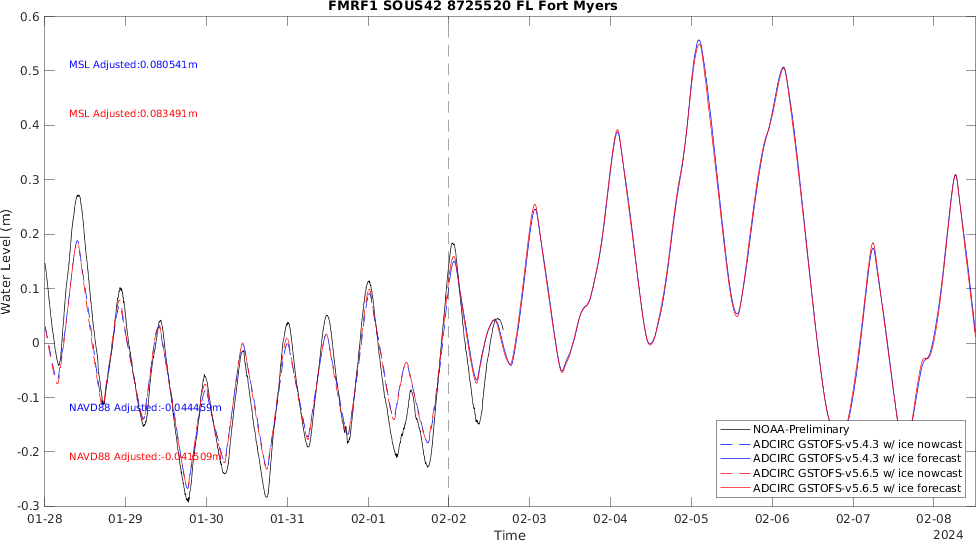 FMRF1 SOUS42 8725520 FL Fort Myers
0.6
0.5
0.4
0.3
0.2
0.1
0
-0.1
-0.2
-0.3
Water Level (m)
MSL Adjusted:0.080541m
MSL Adjusted:0.083491m
NAVD88 Adjusted:-0.044459m
NAVD88 Adjusted:-0.041509m
NOAA-Preliminary
ADCIRC GSTOFS-v5.4.3 w/ ice nowcast
ADCIRC GSTOFS-v5.4.3 w/ ice forecast
ADCIRC GSTOFS-v5.6.5 w/ ice nowcast
ADCIRC GSTOFS-v5.6.5 w/ ice forecast
01-28 01-29 01-30 01-31 02-01 02-02 02-03 02-04 02-05 02-06 02-07 02-08
Time
2024